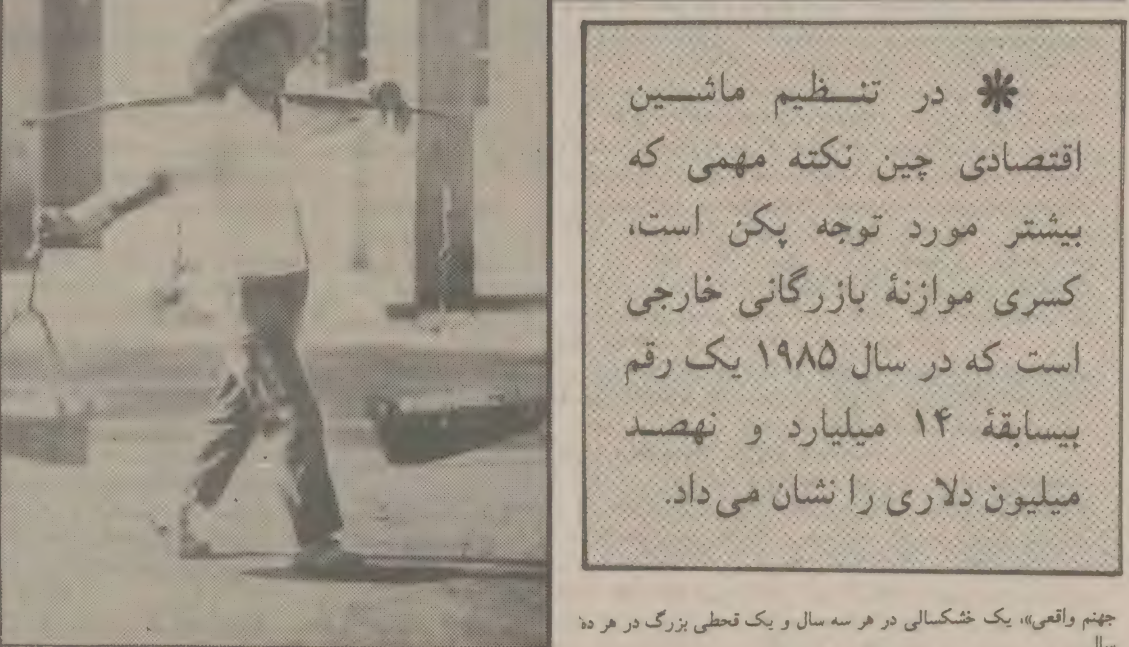 * در تنظیم ماشین
اقتصادی چین نکته مهمی که
بیشتر مورد توجه پکن است،
کسری موازنهٔ بازرگانی خارجی
است که در سال ۱۹۸۵ یک رقم
بیسابقهٔ ۱۴ میلیارد و نهصد
میلیون دلاری را نشان می‌داد.
جهنم واقعی»، یک خشکسالی در هر سه سال و یک قحطی بزرگ در هر ده